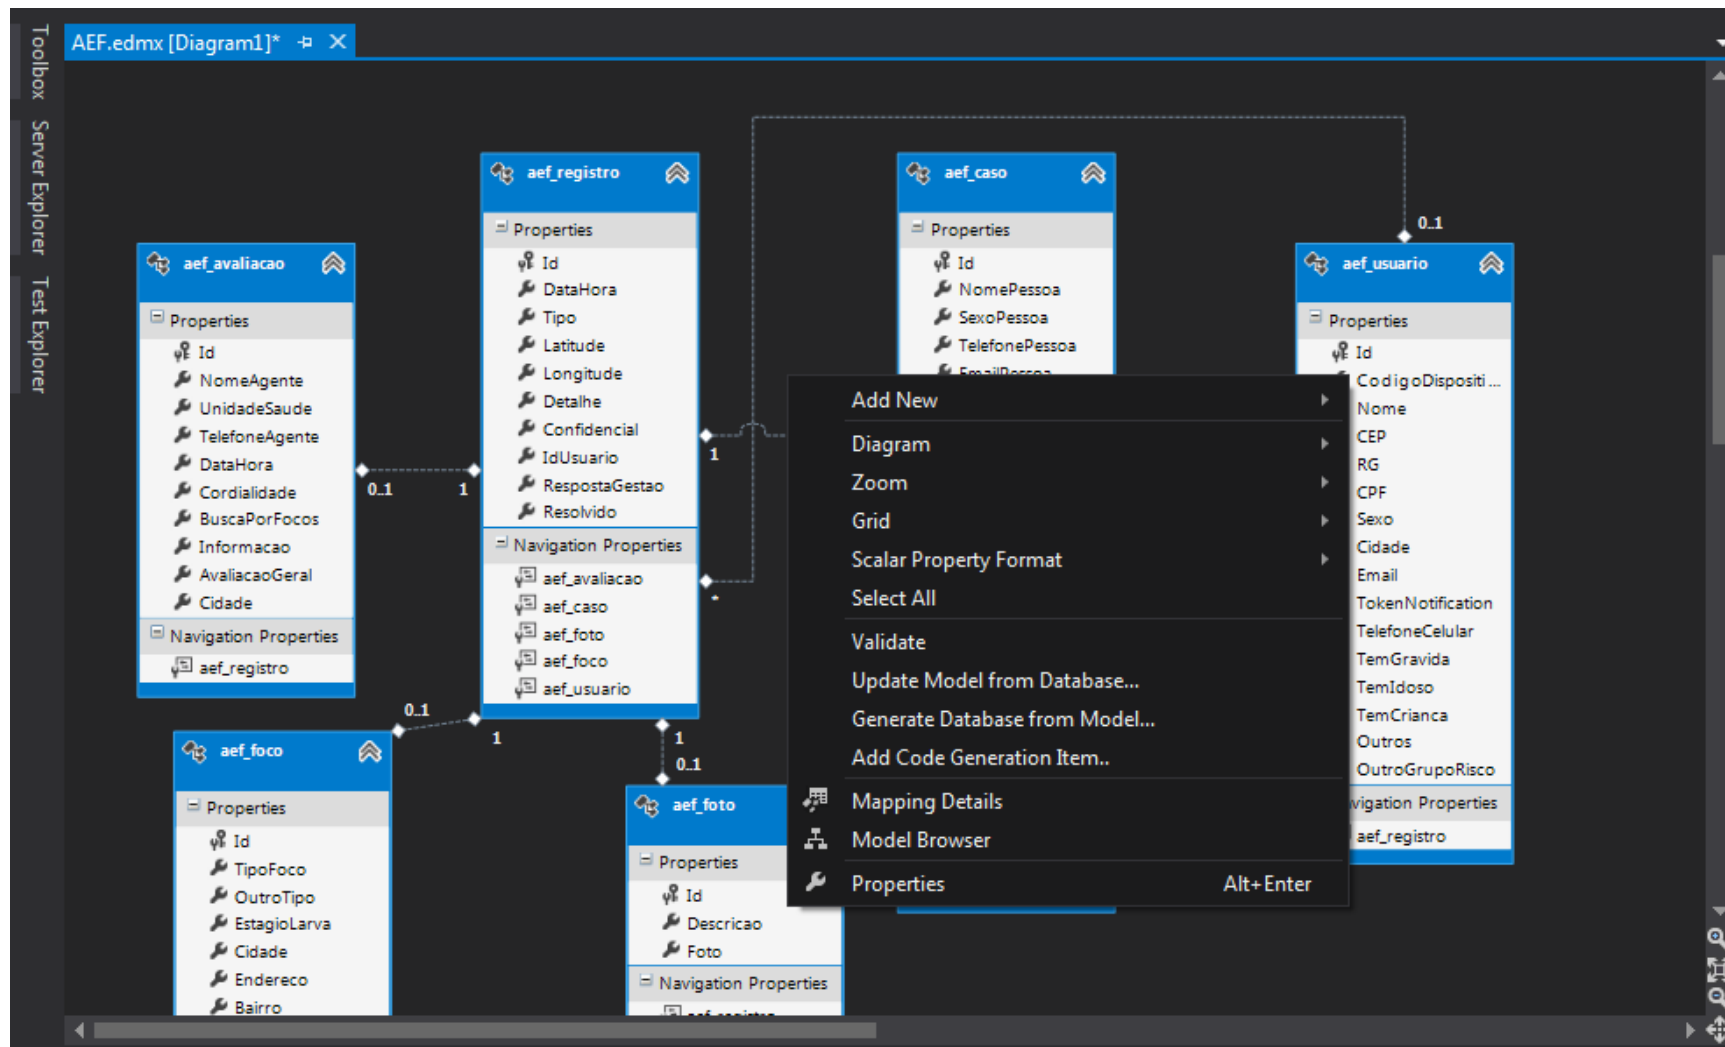 Toolbox
Server Explorer
Test Explorer
AEF.edmx [Diagram1]*
aef_avaliacao
Properties
Id
NomeAgente
UnidadeSaude
TelefoneAgente
DataHora
Cordialidade
BuscaPorFocos
Informacao
AvaliacaoGeral
Cidade
Navigation Properties
aef_registro
0..1
1
aef_registro
Properties
Id
DataHora
Tipo
Latitude
Longitude
Detalhe
Confidencial
IdUsuario
RespostaGestao
Resolvido
Navigation Properties
aef_avaliacao
aef_caso
aef_foto
aef_foco
aef_usuario
1
*
0..1
1
1
0..1
aef_foco
Properties
Id
TipoFoco
OutroTipo
EstagioLarva
Cidade
Endereco
Bairro
aef_foto
Properties
Id
Descricao
Foto
Navigation Properties
aef_registro
aef_caso
Properties
Id
NomePessoa
SexoPessoa
TelefonePessoa
EmailPessoa
Add New
Diagram
Zoom
Grid
Scalar Property Format
Select All
Validate
Update Model from Database...
Generate Database from Model...
Add Code Generation Item..
Mapping Details
Model Browser
Properties Alt+Enter
0..1
aef_usuario
Properties
Id
CodigoDispositi...
Nome
CEP
RG
CPF
Sexo
Cidade
Email
TokenNotification
TelefoneCelular
TemGravida
TemIdoso
TemCrianca
Outros
OutroGrupoRisco
vigation Properties
aef_registro